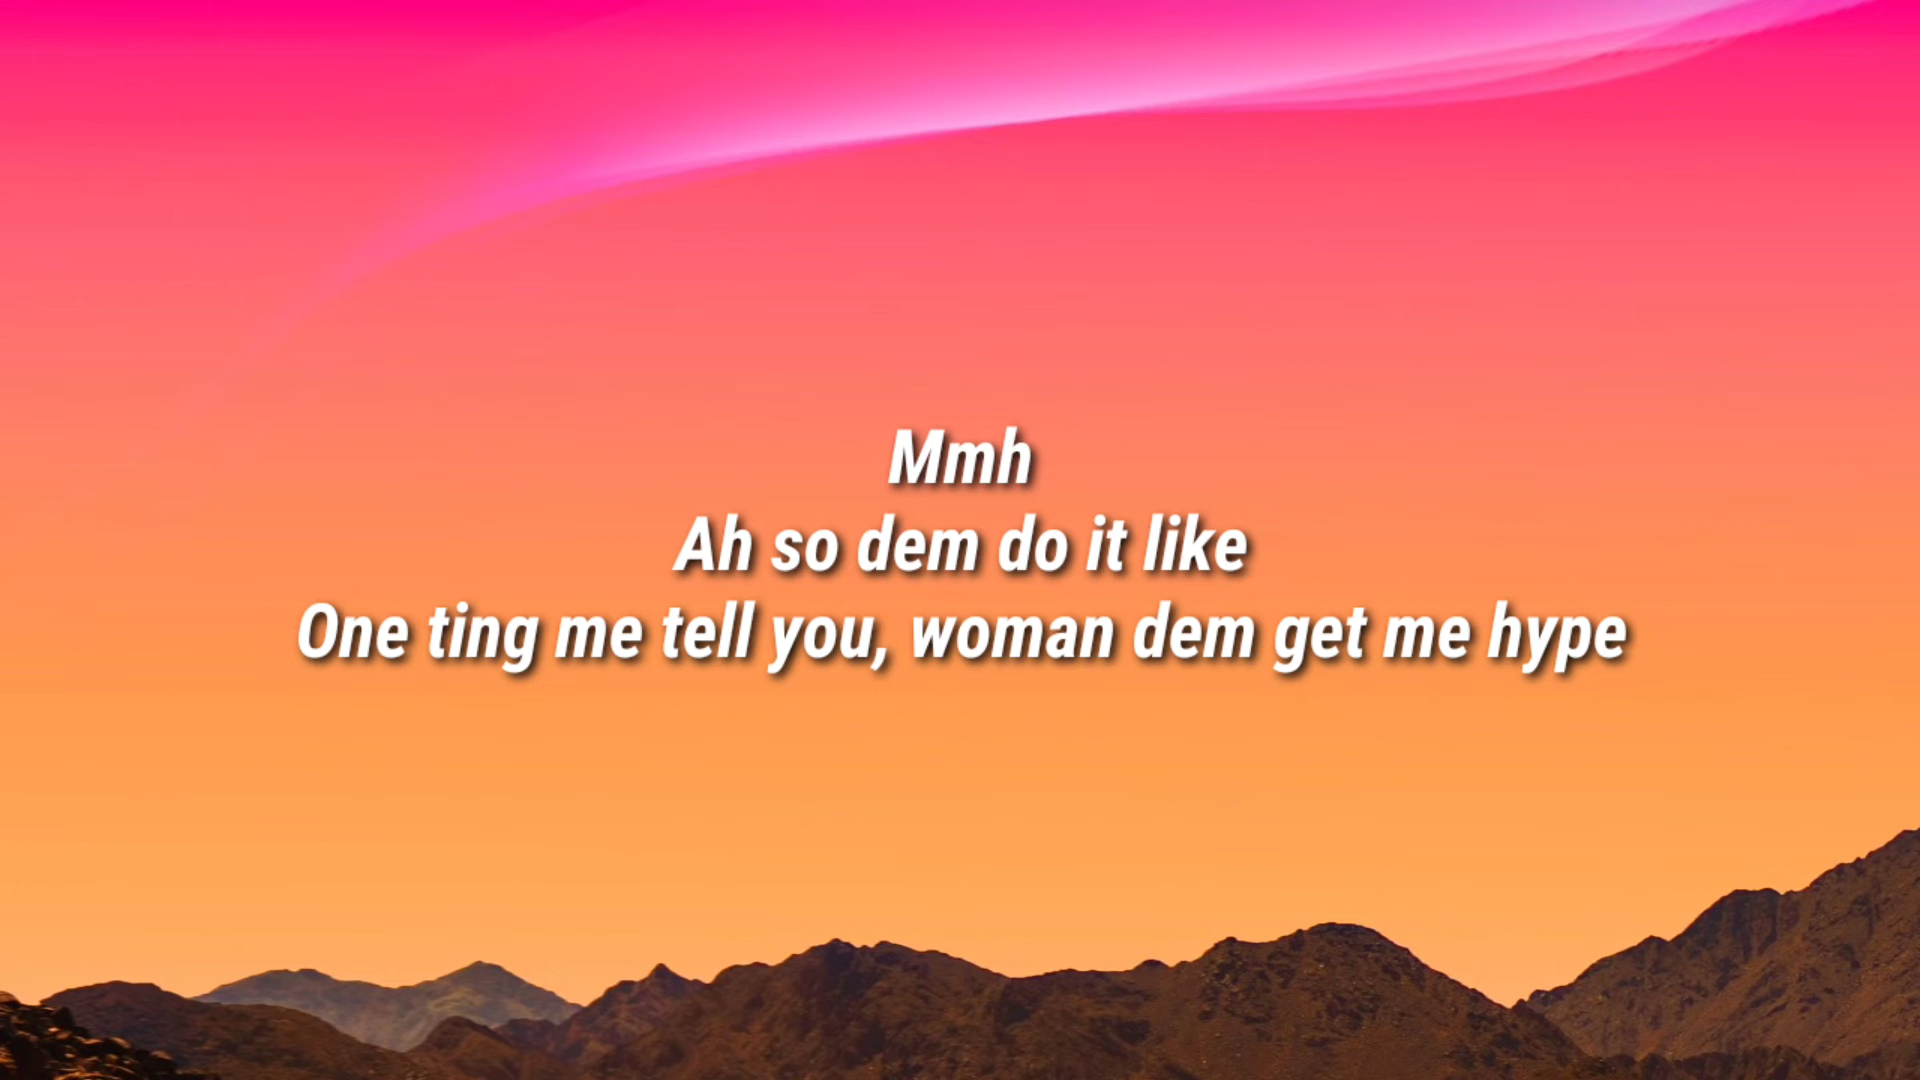 Mmh
Ah so dem do it like
One ting me tell you, woman dem get me hype